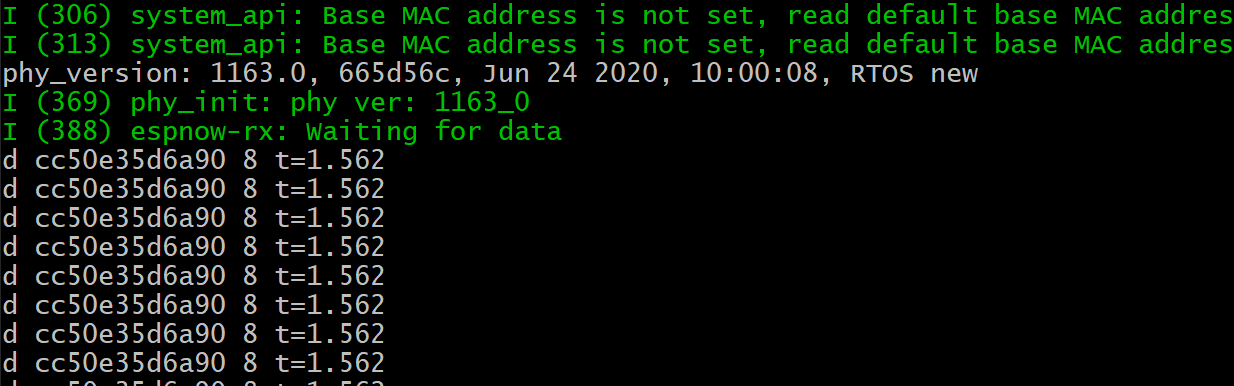 I (306) system_api: Base MAC address is not set, read default base MAC addres
I (313) system_api: Base MAC address is not set, read default base MAC addres
phy_version: 1163.0, 665d56c, Jun 24 2020, 10:00:08, RTOS new
I (369) phy_init: phy ver: 1163_0
I (388) espnow-rx: Waiting for data
d cc50e35d6a90 8 t=1.562
d cc50e35d6a90 8 t=1.562
d cc50e35d6a90 8 t=1.562
d cc50e35d6a90 8 t=1.562
d cc50e35d6a90 8 t=1.562
d cc50e35d6a90 8 t=1.562
d cc50e35d6a90 8 t=1.562
d cc50e35d6a90 8 t=1.562